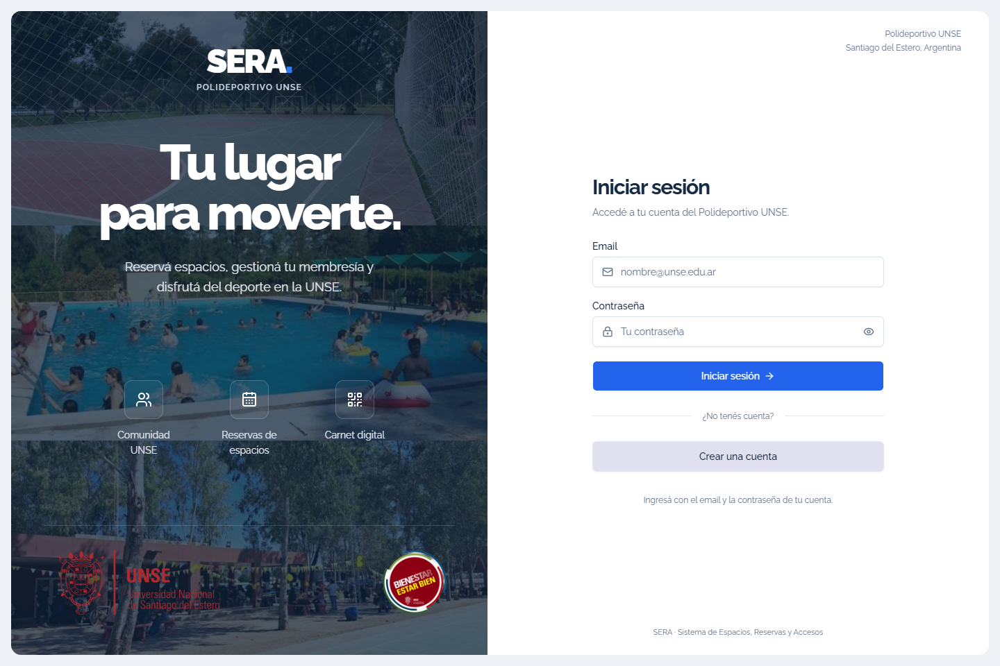 SERA.
POLIDEPORTIVO UNSE
Tu lugar
para moverte.
Reservá espacios, gestioná tu membresía y
disfrutá del deporte en la UNSE.
Comunidad
UNSE
Reservas de
espacios
Carnet digital
UNSE
Universidad Nacional
de Santiago del Estero
BIENESTAR
ESTAR BIEN
Polideportivo UNSE
Santiago del Estero, Argentina
Iniciar sesión
Accedé a tu cuenta del Polideportivo UNSE.
Email
nombre@unse.edu.ar
Contraseña
Tu contraseña
Iniciar sesión →
¿No tenés cuenta?
Crear una cuenta
Ingresá con el email y la contraseña de tu cuenta.
SERA · Sistema de Espacios, Reservas y Accesos